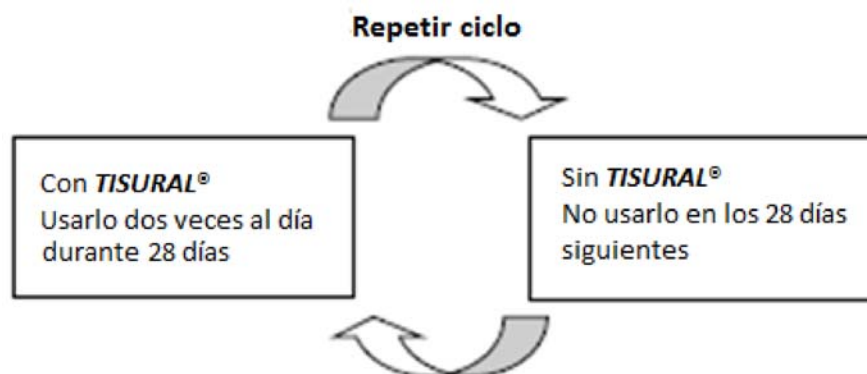 Repetir ciclo
Con TISURAL®
Usarlo dos veces al día
durante 28 días
Sin TISURAL®
No usarlo en los 28 días
siguientes